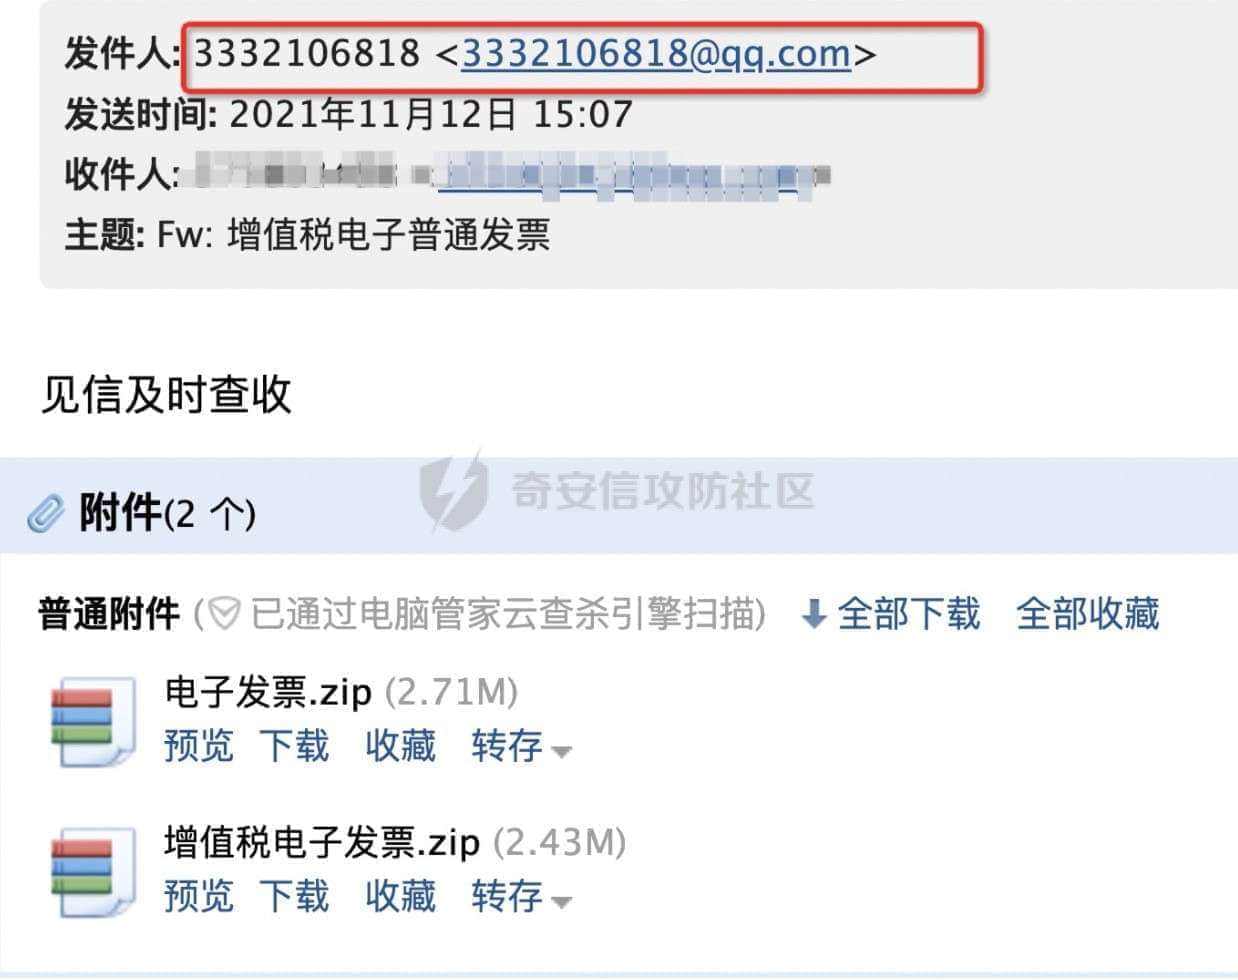 发件人: 3332106818 <3332106818@qq.com>
发送时间: 2021年11月12日 15:07
收件人:
主题: Fw: 增值税电子普通发票
见信及时查收
奇安信攻防社区
附件(2 个)
普通附件 (已通过电脑管家云查杀引擎扫描) 全部下载 全部收藏
电子发票.zip (2.71M)
预览 下载 收藏 转存
增值税电子发票.zip (2.43M)
预览 下载 收藏 转存